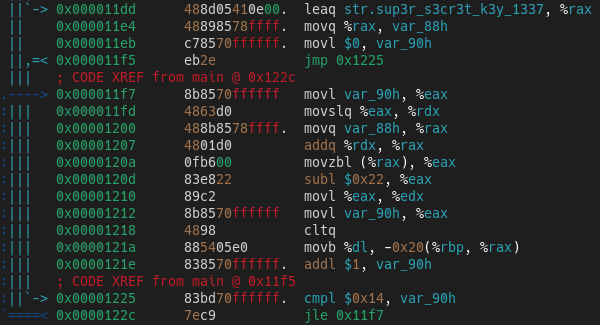 ||`-> 0x000011dd 488d05410e00. leaq str.sup3r_s3cr3t_k3y_1337, %rax
|| 0x000011e4 48898578ffff. movq %rax, var_88h
|| 0x000011eb c78570ffffff. movl $0, var_90h
||,=< 0x000011f5 eb2e jmp 0x1225
||| ; CODE XREF from main @ 0x122c
.----> 0x000011f7 8b8570ffffff movl var_90h, %eax
:||| 0x000011fd 4863d0 movslq %eax, %rdx
:||| 0x00001200 488b8578ffff. movq var_88h, %rax
:||| 0x00001207 4801d0 addq %rdx, %rax
:||| 0x0000120a 0fb600 movzbl (%rax), %eax
:||| 0x0000120d 83e822 subl $0x22, %eax
:||| 0x00001210 89c2 movl %eax, %edx
:||| 0x00001212 8b8570ffffff movl var_90h, %eax
:||| 0x00001218 4898 cltq
:||| 0x0000121a 885405e0 movb %dl, -0x20(%rbp, %rax)
:||| 0x0000121e 838570ffffff. addl $1, var_90h
:||| ; CODE XREF from main @ 0x11f5
:||`-> 0x00001225 83bd70ffffff. cmpl $0x14, var_90h
`====< 0x0000122c 7ec9 jle 0x11f7